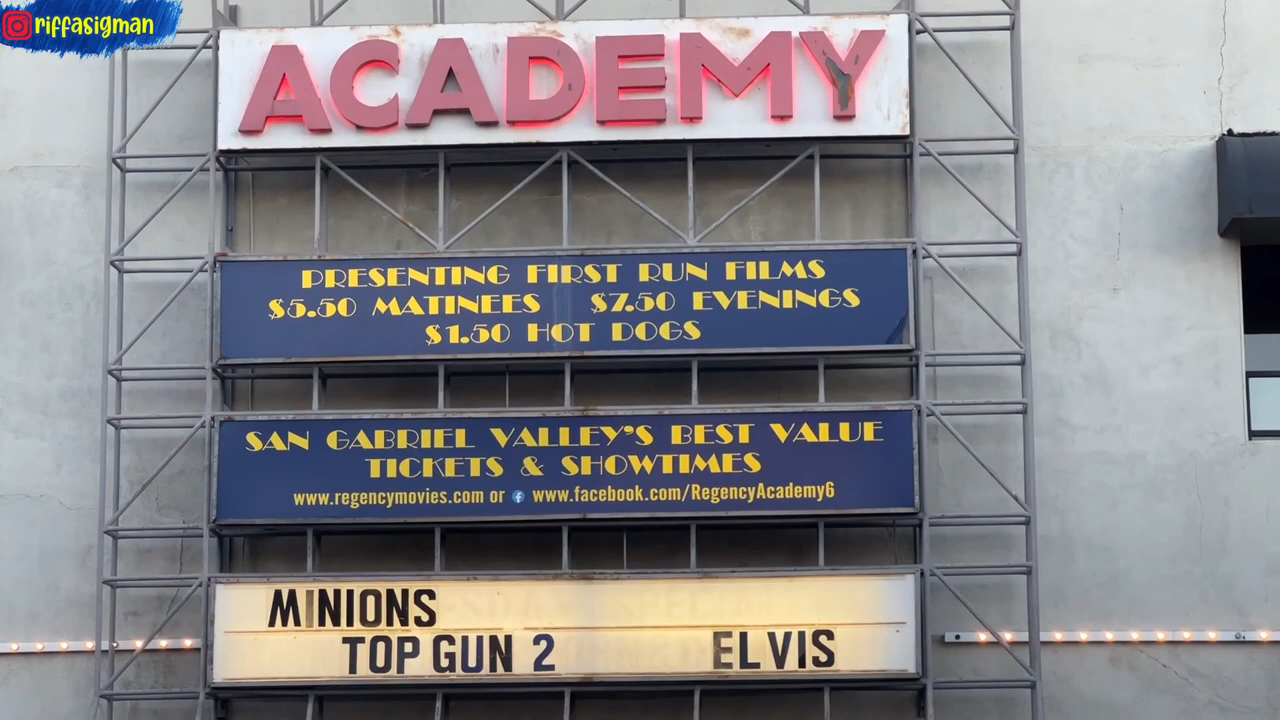 riffasigman
ACADEMY
PRESENTING FIRST RUN FILMS
$5.50 MATINEES $7.50 EVENINGS
$1.50 HOT DOGS
SAN GABRIEL VALLEY'S BEST VALUE
TICKETS & SHOWTIMES
www.regencymovies.com or www.facebook.com/RegencyAcademy6
MINIONS
TOP GUN 2 ELVIS